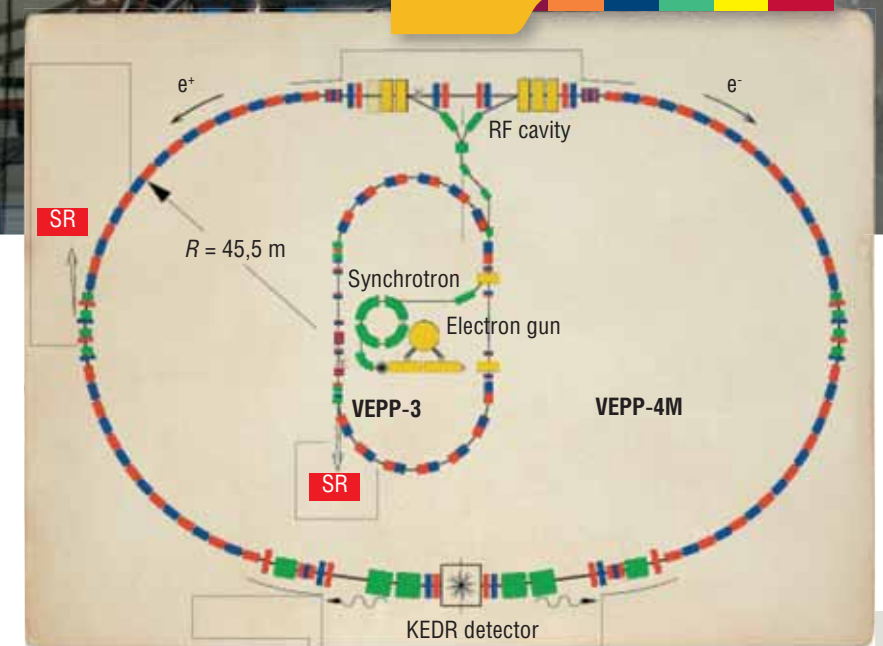 e⁺
e⁻
RF cavity
SR
R = 45,5 m
Synchrotron
Electron gun
VEPP-3
VEPP-4M
SR
KEDR detector